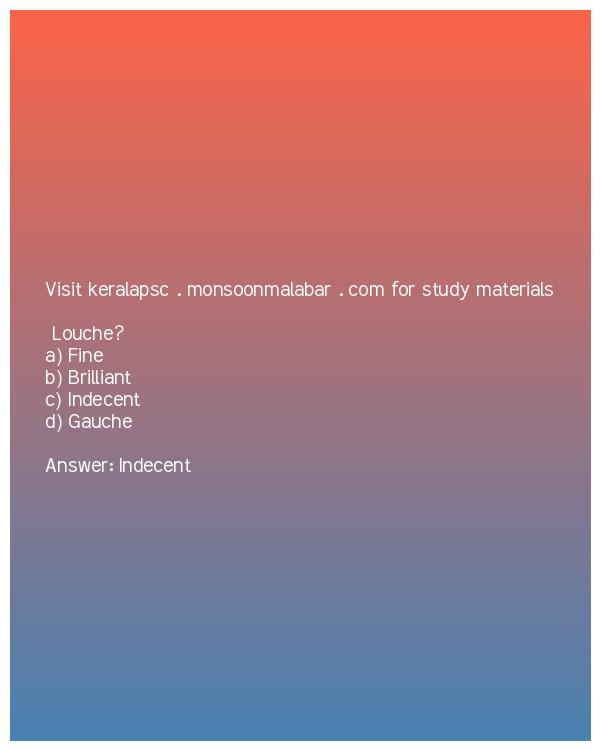 Visit keralapsc . monsoonmalabar . com for study materials
Louche?
a) Fine
b) Brilliant
c) Indecent
d) Gauche
Answer: Indecent